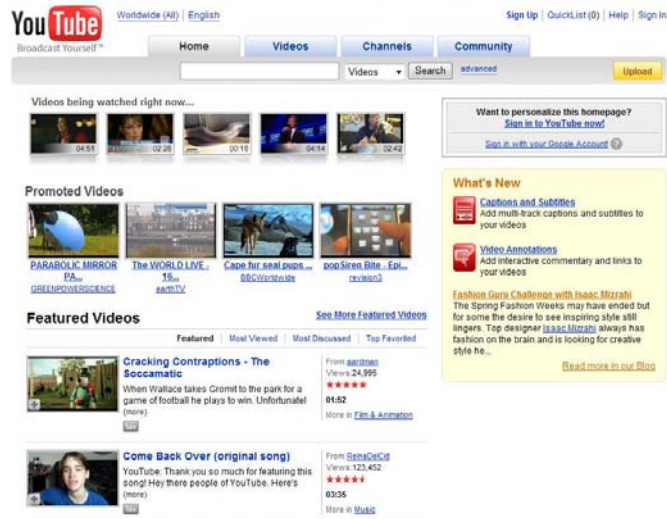 YouTube
Broadcast Yourself™
Worldwide (All) | English
Sign Up | QuickList (0) | Help | Sign In
Home
Videos
Channels
Community
Videos
Search
advanced
Upload
Videos being watched right now...
04:51
02:26
00:16
04:14
02:42
Want to personalize this homepage?
Sign in to YouTube now!
Sign in with your Google Account!
Promoted Videos
PARABOLIC MIRROR PA...
GREENPOWERSCIENCE
The WORLD LIVE - 16...
earthTV
Cape fur seal pups ...
BBCWorldwide
popSiren Bite - Epi...
revision3
What's New
Captions and Subtitles
Add multi-track captions and subtitles to
your videos
Video Annotations
Add interactive commentary and links to
your videos
Fashion Guru Challenge with Isaac Mizrahi
The Spring Fashion Weeks may have ended but
for some the desire to see inspiring style still
lingers. Top designer Isaac Mizrahi always has
fashion on the brain and is looking for creative
style he...
Read more in our Blog
Featured Videos
See More Featured Videos
Featured | Most Viewed | Most Discussed | Top Favorited
Cracking Contraptions - The
Soccamatic
When Wallace takes Gromit to the park for a
game of football he plays to win. Unfortunatel
(more)
From: aardman
Views: 24,995
01:52
More in Film & Animation
Come Back Over (original song)
YouTube: Thank you so much for featuring this
song! Hey there people of YouTube. Here's
(more)
From: ReinaDelCid
Views: 123,452
03:35
More in Music